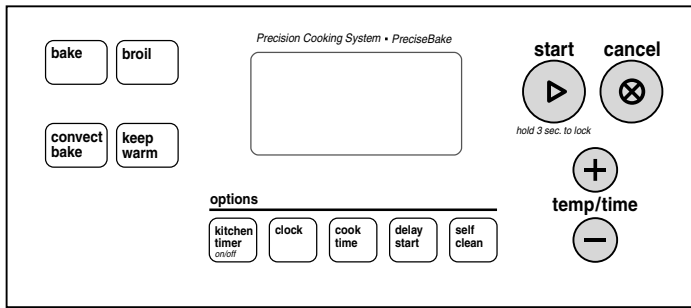 bake
broil
convect
bake
keep
warm
Precision Cooking System • PreciseBake
start
cancel
hold 3 sec. to lock
temp/time
options
kitchen
timer
on/off
clock
cook
time
delay
start
self
clean